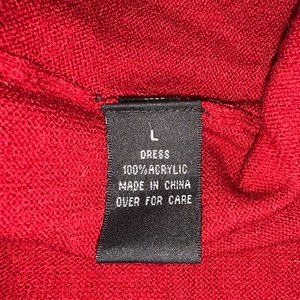 L
DRESS
100%ACRYLIC
MADE IN CHINA
OVER FOR CARE